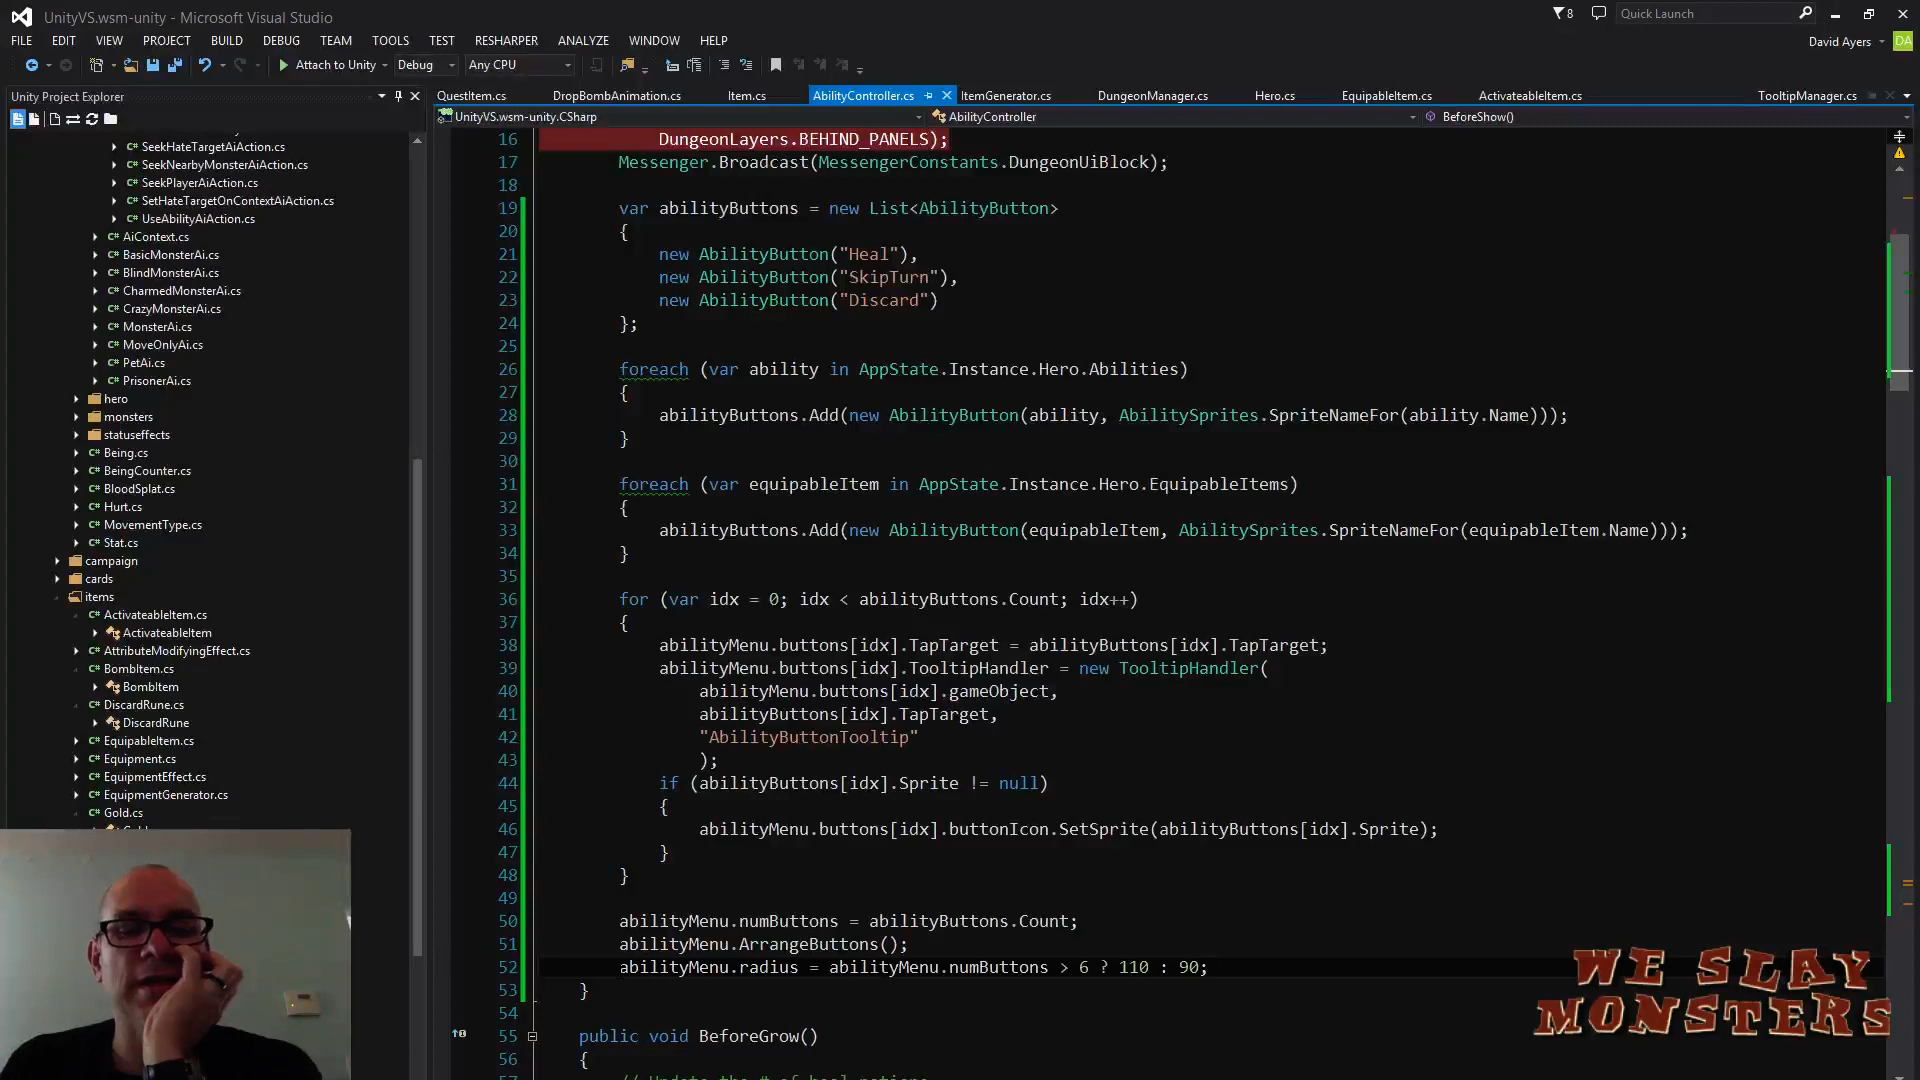 UnityVS.wsm-unity - Microsoft Visual Studio
8
Quick Launch
FILE EDIT VIEW PROJECT BUILD DEBUG TEAM TOOLS TEST RESHARPER ANALYZE WINDOW HELP
David Ayers
DA
Attach to Unity
Debug
Any CPU
Unity Project Explorer
QuestItem.cs DropBombAnimation.cs Item.cs AbilityController.cs ItemGenerator.cs DungeonManager.cs Hero.cs EquipableItem.cs ActivateableItem.cs TooltipManager.cs
UnityVS.wsm-unity.CSharp
AbilityController
BeforeShow()
SeekHateTargetAiAction.cs
SeekNearbyMonsterAiAction.cs
SeekPlayerAiAction.cs
SetHateTargetOnContextAiAction.cs
UseAbilityAiAction.cs
AiContext.cs
BasicMonsterAi.cs
BlindMonsterAi.cs
CharmedMonsterAi.cs
CrazyMonsterAi.cs
MonsterAi.cs
MoveOnlyAi.cs
PetAi.cs
PrisonerAi.cs
hero
monsters
statuseffects
Being.cs
BeingCounter.cs
BloodSplat.cs
Hurt.cs
MovementType.cs
Stat.cs
campaign
cards
items
ActivateableItem.cs
ActivateableItem
AttributeModifyingEffect.cs
BombItem.cs
BombItem
DiscardRune.cs
DiscardRune
EquipableItem.cs
Equipment.cs
EquipmentEffect.cs
EquipmentGenerator.cs
Gold.cs
16 DungeonLayers.BEHIND_PANELS);
17 Messenger.Broadcast(MessengerConstants.DungeonUiBlock);
18
19 var abilityButtons = new List<AbilityButton>
20 {
21 new AbilityButton("Heal"),
22 new AbilityButton("SkipTurn"),
23 new AbilityButton("Discard")
24 };
25
26 foreach (var ability in AppState.Instance.Hero.Abilities)
27 {
28 abilityButtons.Add(new AbilityButton(ability, AbilitySprites.SpriteNameFor(ability.Name)));
29 }
30
31 foreach (var equipableItem in AppState.Instance.Hero.EquipableItems)
32 {
33 abilityButtons.Add(new AbilityButton(equipableItem, AbilitySprites.SpriteNameFor(equipableItem.Name)));
34 }
35
36 for (var idx = 0; idx < abilityButtons.Count; idx++)
37 {
38 abilityMenu.buttons[idx].TapTarget = abilityButtons[idx].TapTarget;
39 abilityMenu.buttons[idx].TooltipHandler = new TooltipHandler(
40 abilityMenu.buttons[idx].gameObject,
41 abilityButtons[idx].TapTarget,
42 "AbilityButtonTooltip"
43 );
44 if (abilityButtons[idx].Sprite != null)
45 {
46 abilityMenu.buttons[idx].buttonIcon.SetSprite(abilityButtons[idx].Sprite);
47 }
48 }
49
50 abilityMenu.numButtons = abilityButtons.Count;
51 abilityMenu.ArrangeButtons();
52 abilityMenu.radius = abilityMenu.numButtons > 6 ? 110 : 90;
53 }
54
55 public void BeforeGrow()
56 {
WE SLAY
MONSTERS